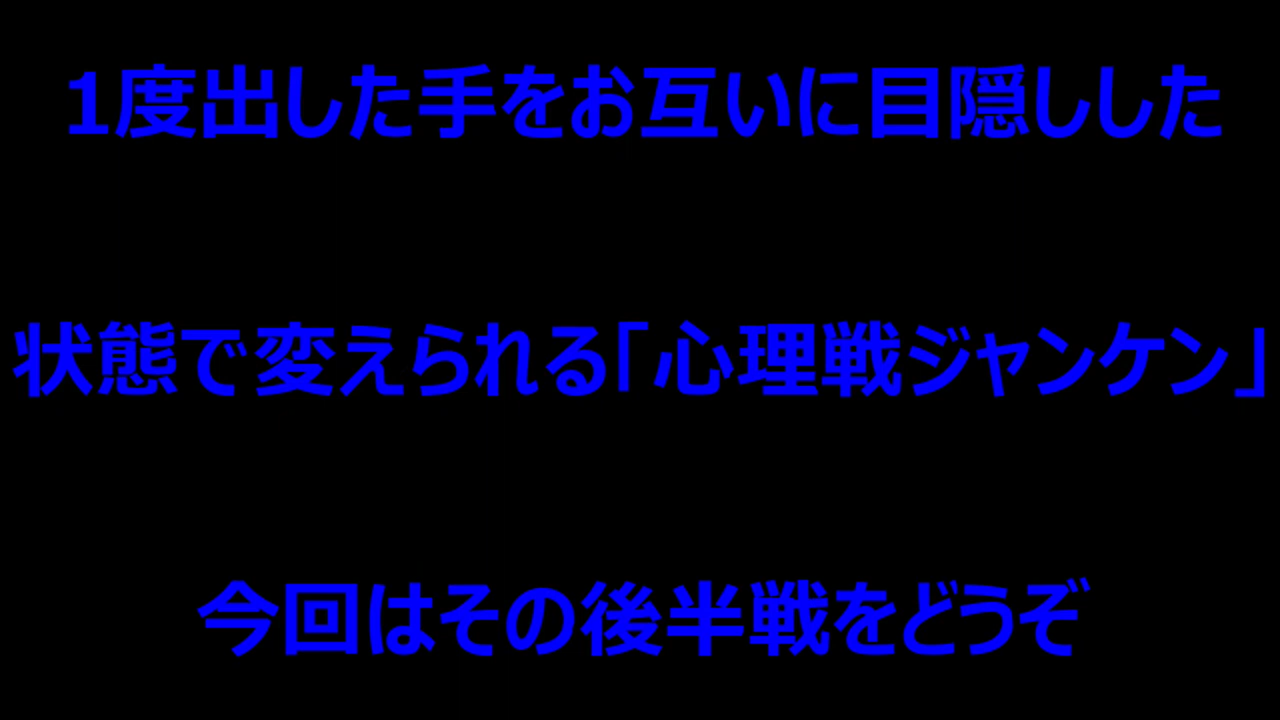 1度出した手をお互いに目隠しした
状態で変えられる「心理戦ジャンケン」
今回はその後半戦をどうぞ